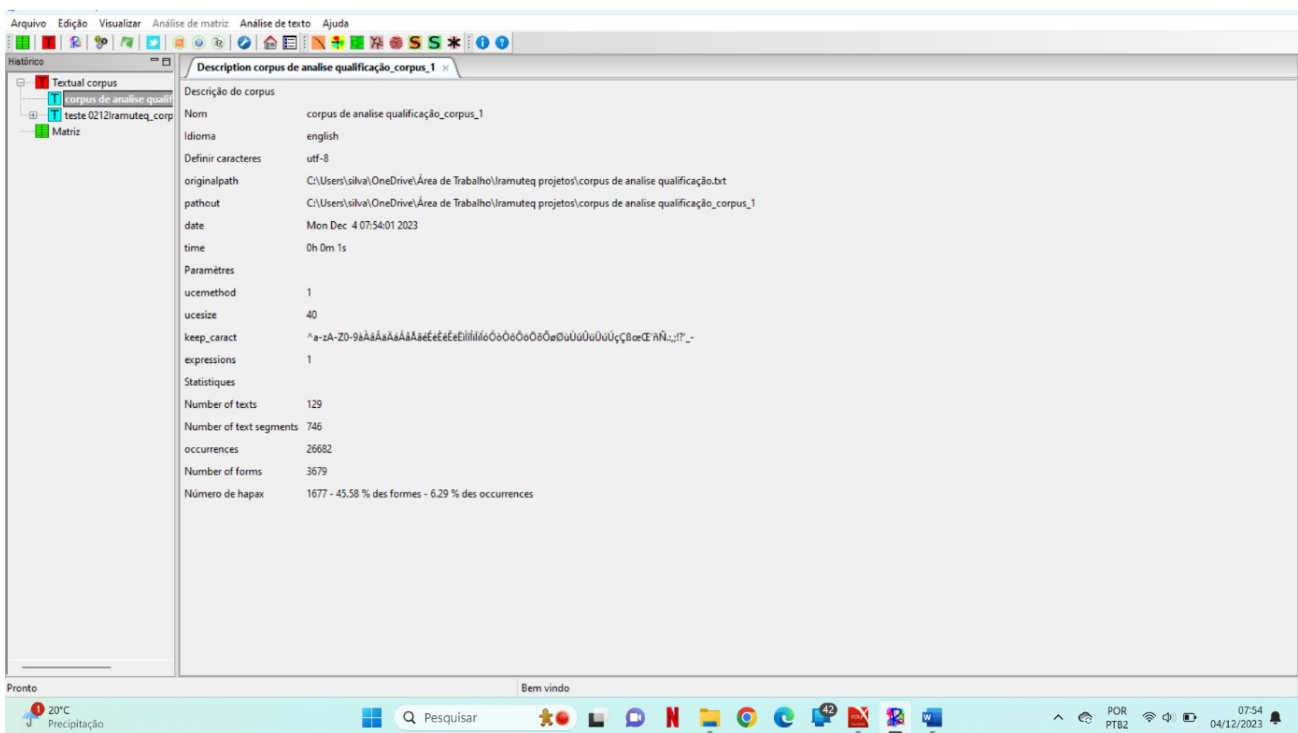 Arquivo Edição Visualizar Análise de matriz Análise de texto Ajuda
Histórico
Description corpus de analise qualificação_corpus_1
Textual corpus
corpus de analise qualif
teste 0212Iramuteq_corp
Matriz
Descrição do corpus
Nom corpus de analise qualificação_corpus_1
Idioma english
Definir caracteres utf-8
originalpath C:\Users\silva\OneDrive\Área de Trabalho\Iramuteq projetos\corpus de analise qualificação.txt
pathout C:\Users\silva\OneDrive\Área de Trabalho\Iramuteq projetos\corpus de analise qualificação_corpus_1
date Mon Dec 4 07:54:01 2023
time 0h 0m 1s
Paramètres
ucemethod 1
ucesize 40
keep_caract
expressions 1
Statistiques
Number of texts 129
Number of text segments 746
occurrences 26682
Number of forms 3679
Número de hapax 1677 - 45.58 % des formes - 6.29 % des occurrences
Pronto Bem vindo
1 20°C
Precipitação
Pesquisar
42
POR
PTB2
07:54
04/12/2023